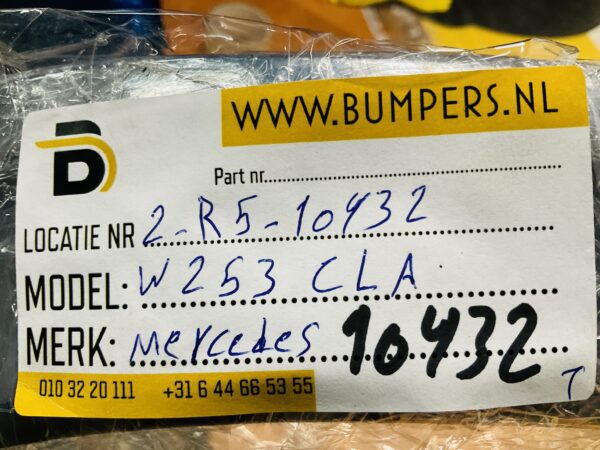 WWW.BUMPERS.NL
B
Part nr.
LOCATIE NR 2-R5-10432
MODEL: W253 CLA
MERK: Mercedes 10432
010 32 20 111 +31 6 44 66 53 55